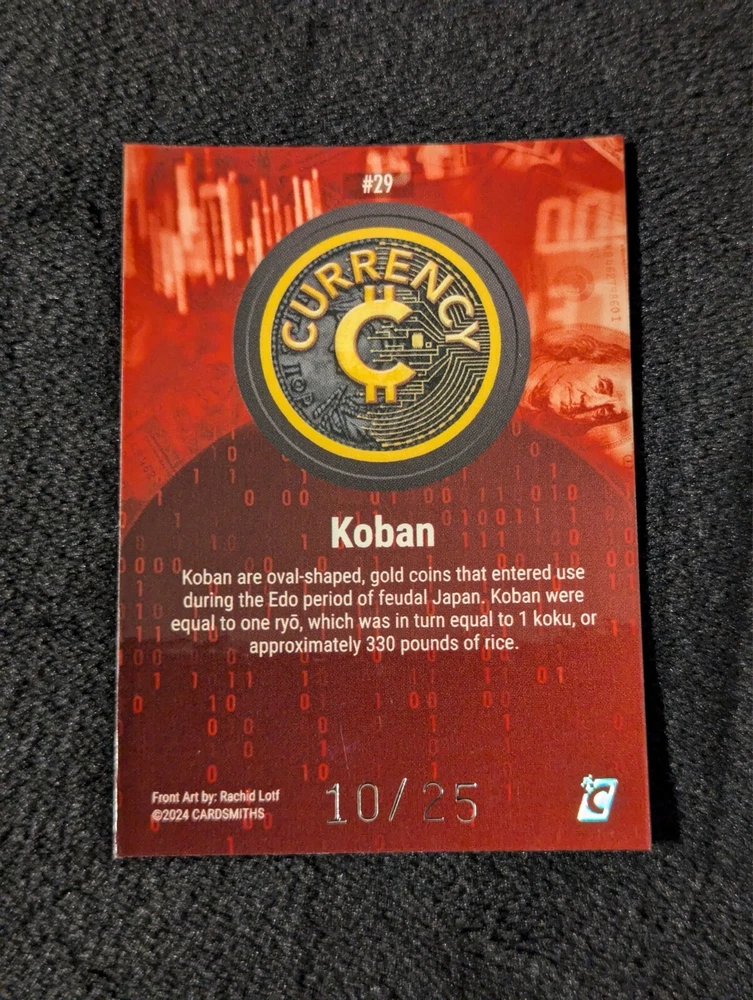 #29
CURRENCY
Koban
Koban are oval-shaped, gold coins that entered use
during the Edo period of feudal Japan. Koban were
equal to one ryō, which was in turn equal to 1 koku, or
approximately 330 pounds of rice.
Front Art by: Rachid Lotf
©2024 CARDSMITHS
10/25
C